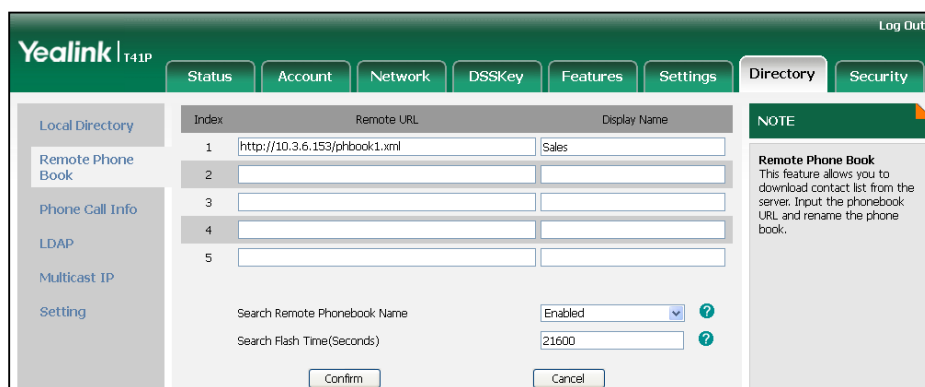 Log Out
Yealink T41P
Status Account Network DSSKey Features Settings Directory Security
Local Directory
Remote Phone
Book
Phone Call Info
LDAP
Multicast IP
Setting
Index Remote URL Display Name
1 http://10.3.6.153/phbook1.xml Sales
2
3
4
5
Search Remote Phonebook Name Enabled ?
Search Flash Time(Seconds) 21600 ?
Confirm Cancel
NOTE
Remote Phone Book
This feature allows you to
download contact list from the
server. Input the phonebook
URL and rename the phone
book.